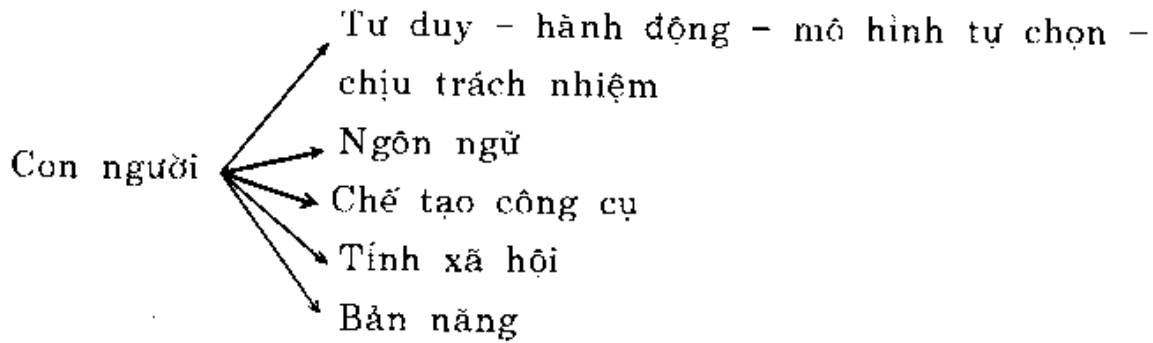 Tư duy – hành động – mô hình tự chọn –
chịu trách nhiệm
Con người
Ngôn ngữ
Chế tạo công cụ
Tính xã hội
Bản năng